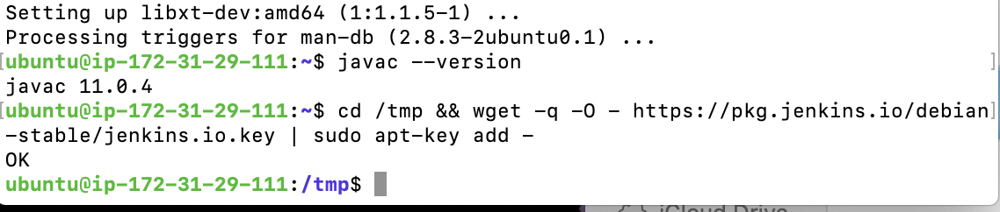 Setting up libxt-dev:amd64 (1:1.1.5-1) ...
Processing triggers for man-db (2.8.3-2ubuntu0.1) ...
[ubuntu@ip-172-31-29-111:~$ javac --version ]
javac 11.0.4
[ubuntu@ip-172-31-29-111:~$ cd /tmp && wget -q -O - https://pkg.jenkins.io/debian]
-stable/jenkins.io.key | sudo apt-key add -
OK
ubuntu@ip-172-31-29-111:/tmp$
iCloud Drive